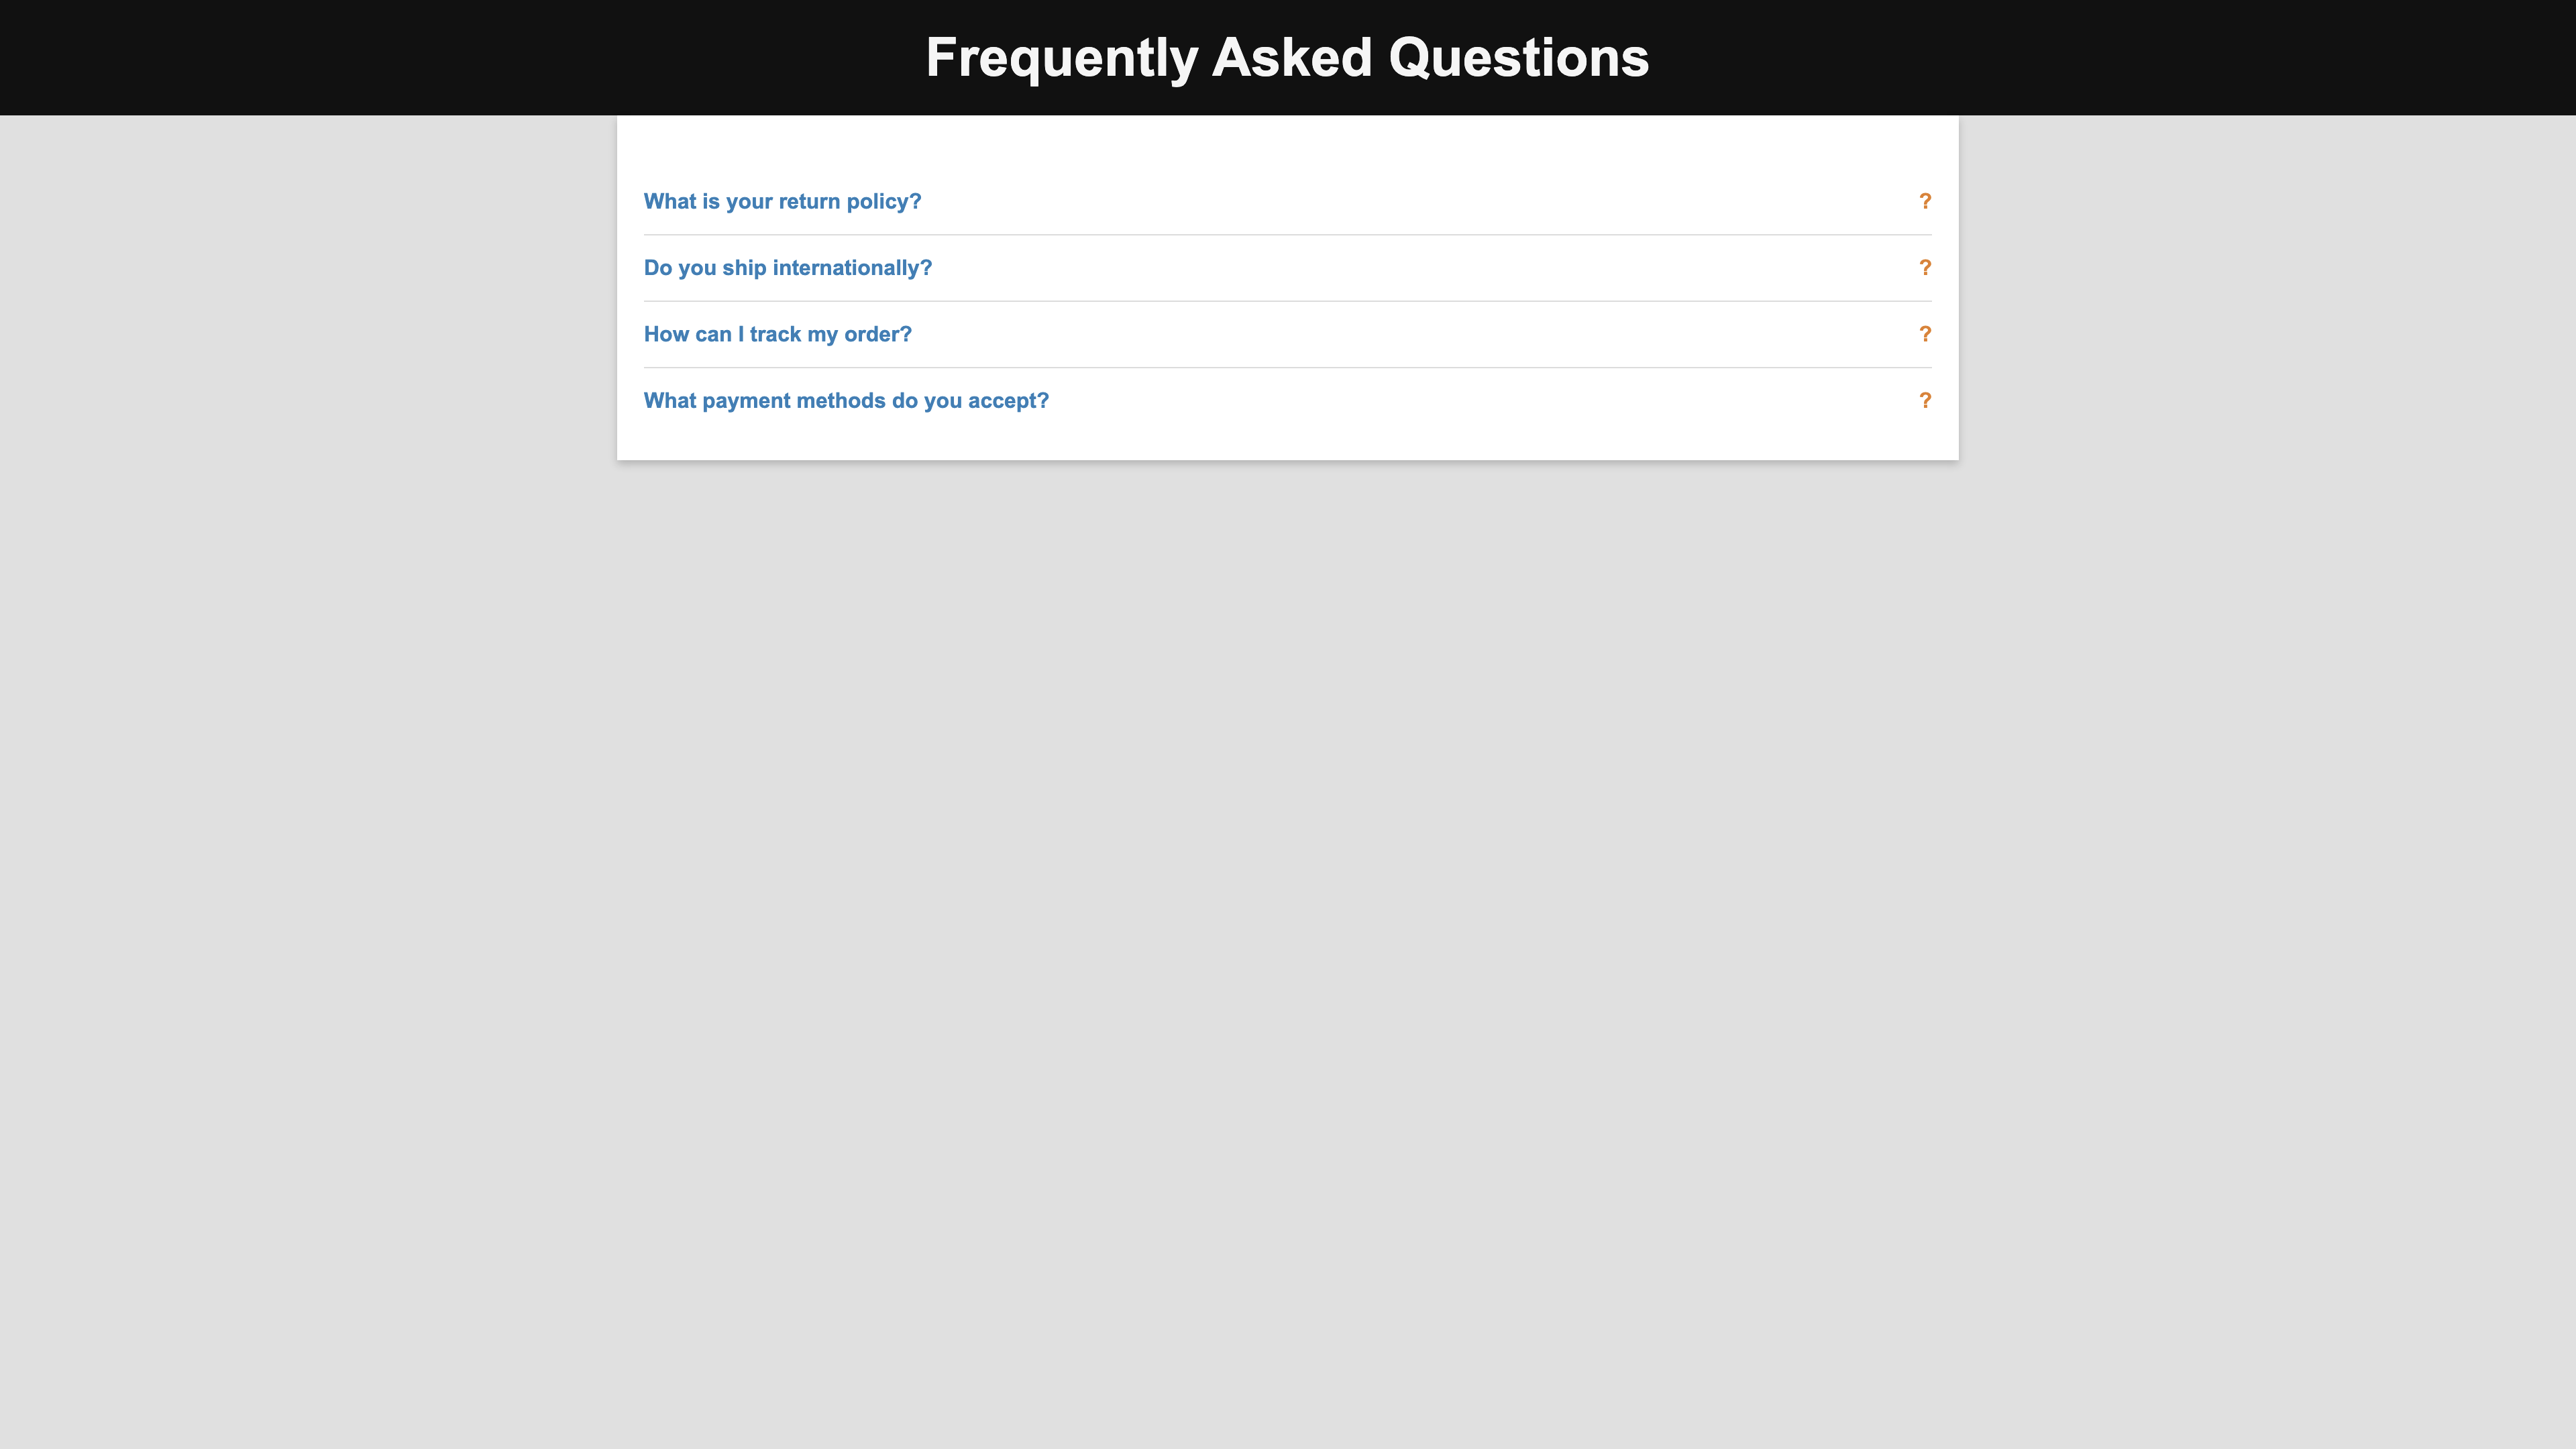 Frequently Asked Questions
What is your return policy? ?
Do you ship internationally? ?
How can I track my order? ?
What payment methods do you accept? ?